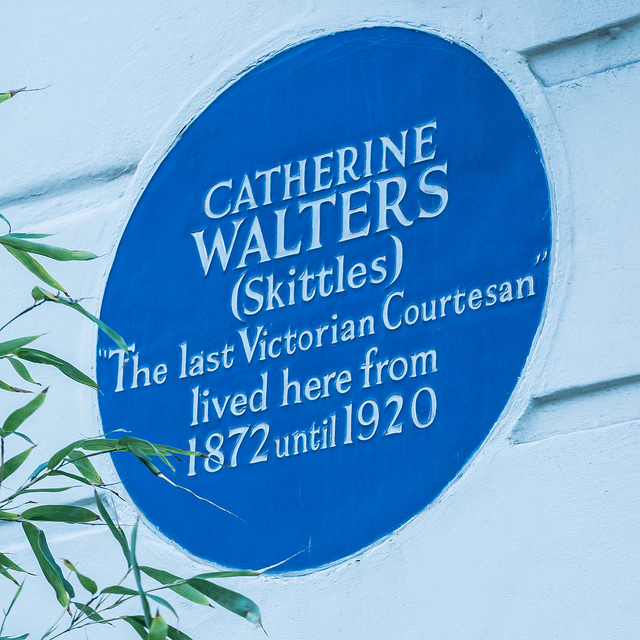 CATHERINE
WALTERS
(Skittles)
"The last Victorian Courtesan"
lived here from
1872 until 1920